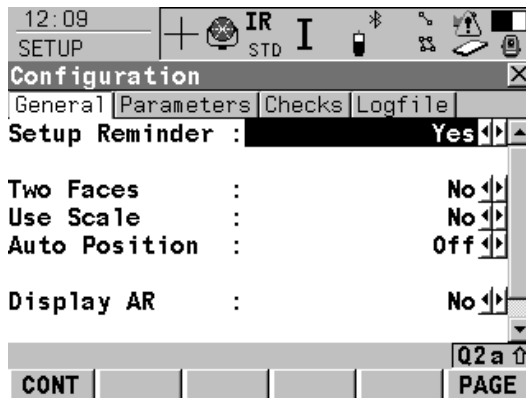 12:09
SETUP
IR
STD
I
Configuration
General Parameters Checks Logfile
Setup Reminder : Yes
Two Faces : No
Use Scale : No
Auto Position : Off
Display AR : No
Q2a
CONT PAGE